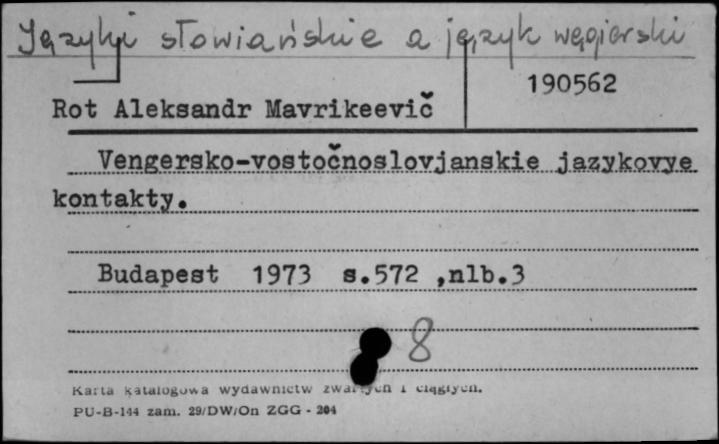 Języki słowiańskie a język węgierski
190562
Rot Aleksandr Mavrikeevič
Vengersko-vostočnoslovjanskie jazykovye
kontakty.
Budapest 1973 s.572 ,nlb.3
8
Karta katalogowa wydawnictw zwartych i ciągłych.
PU-B-144 zam. 29/DW/On ZGG - 204